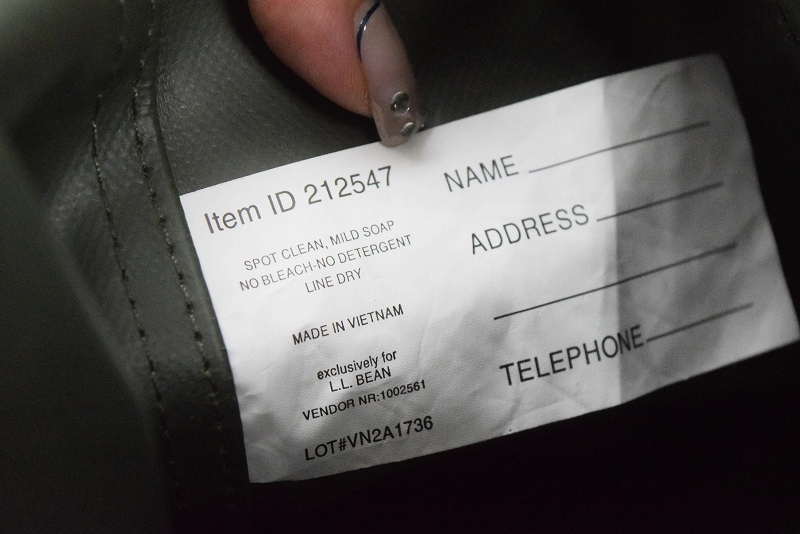 Item ID 212547
SPOT CLEAN, MILD SOAP
NO BLEACH-NO DETERGENT
LINE DRY
MADE IN VIETNAM
exclusively for
L.L. BEAN
VENDOR NR:1002561
LOT#VN2A1736
NAME
ADDRESS
TELEPHONE